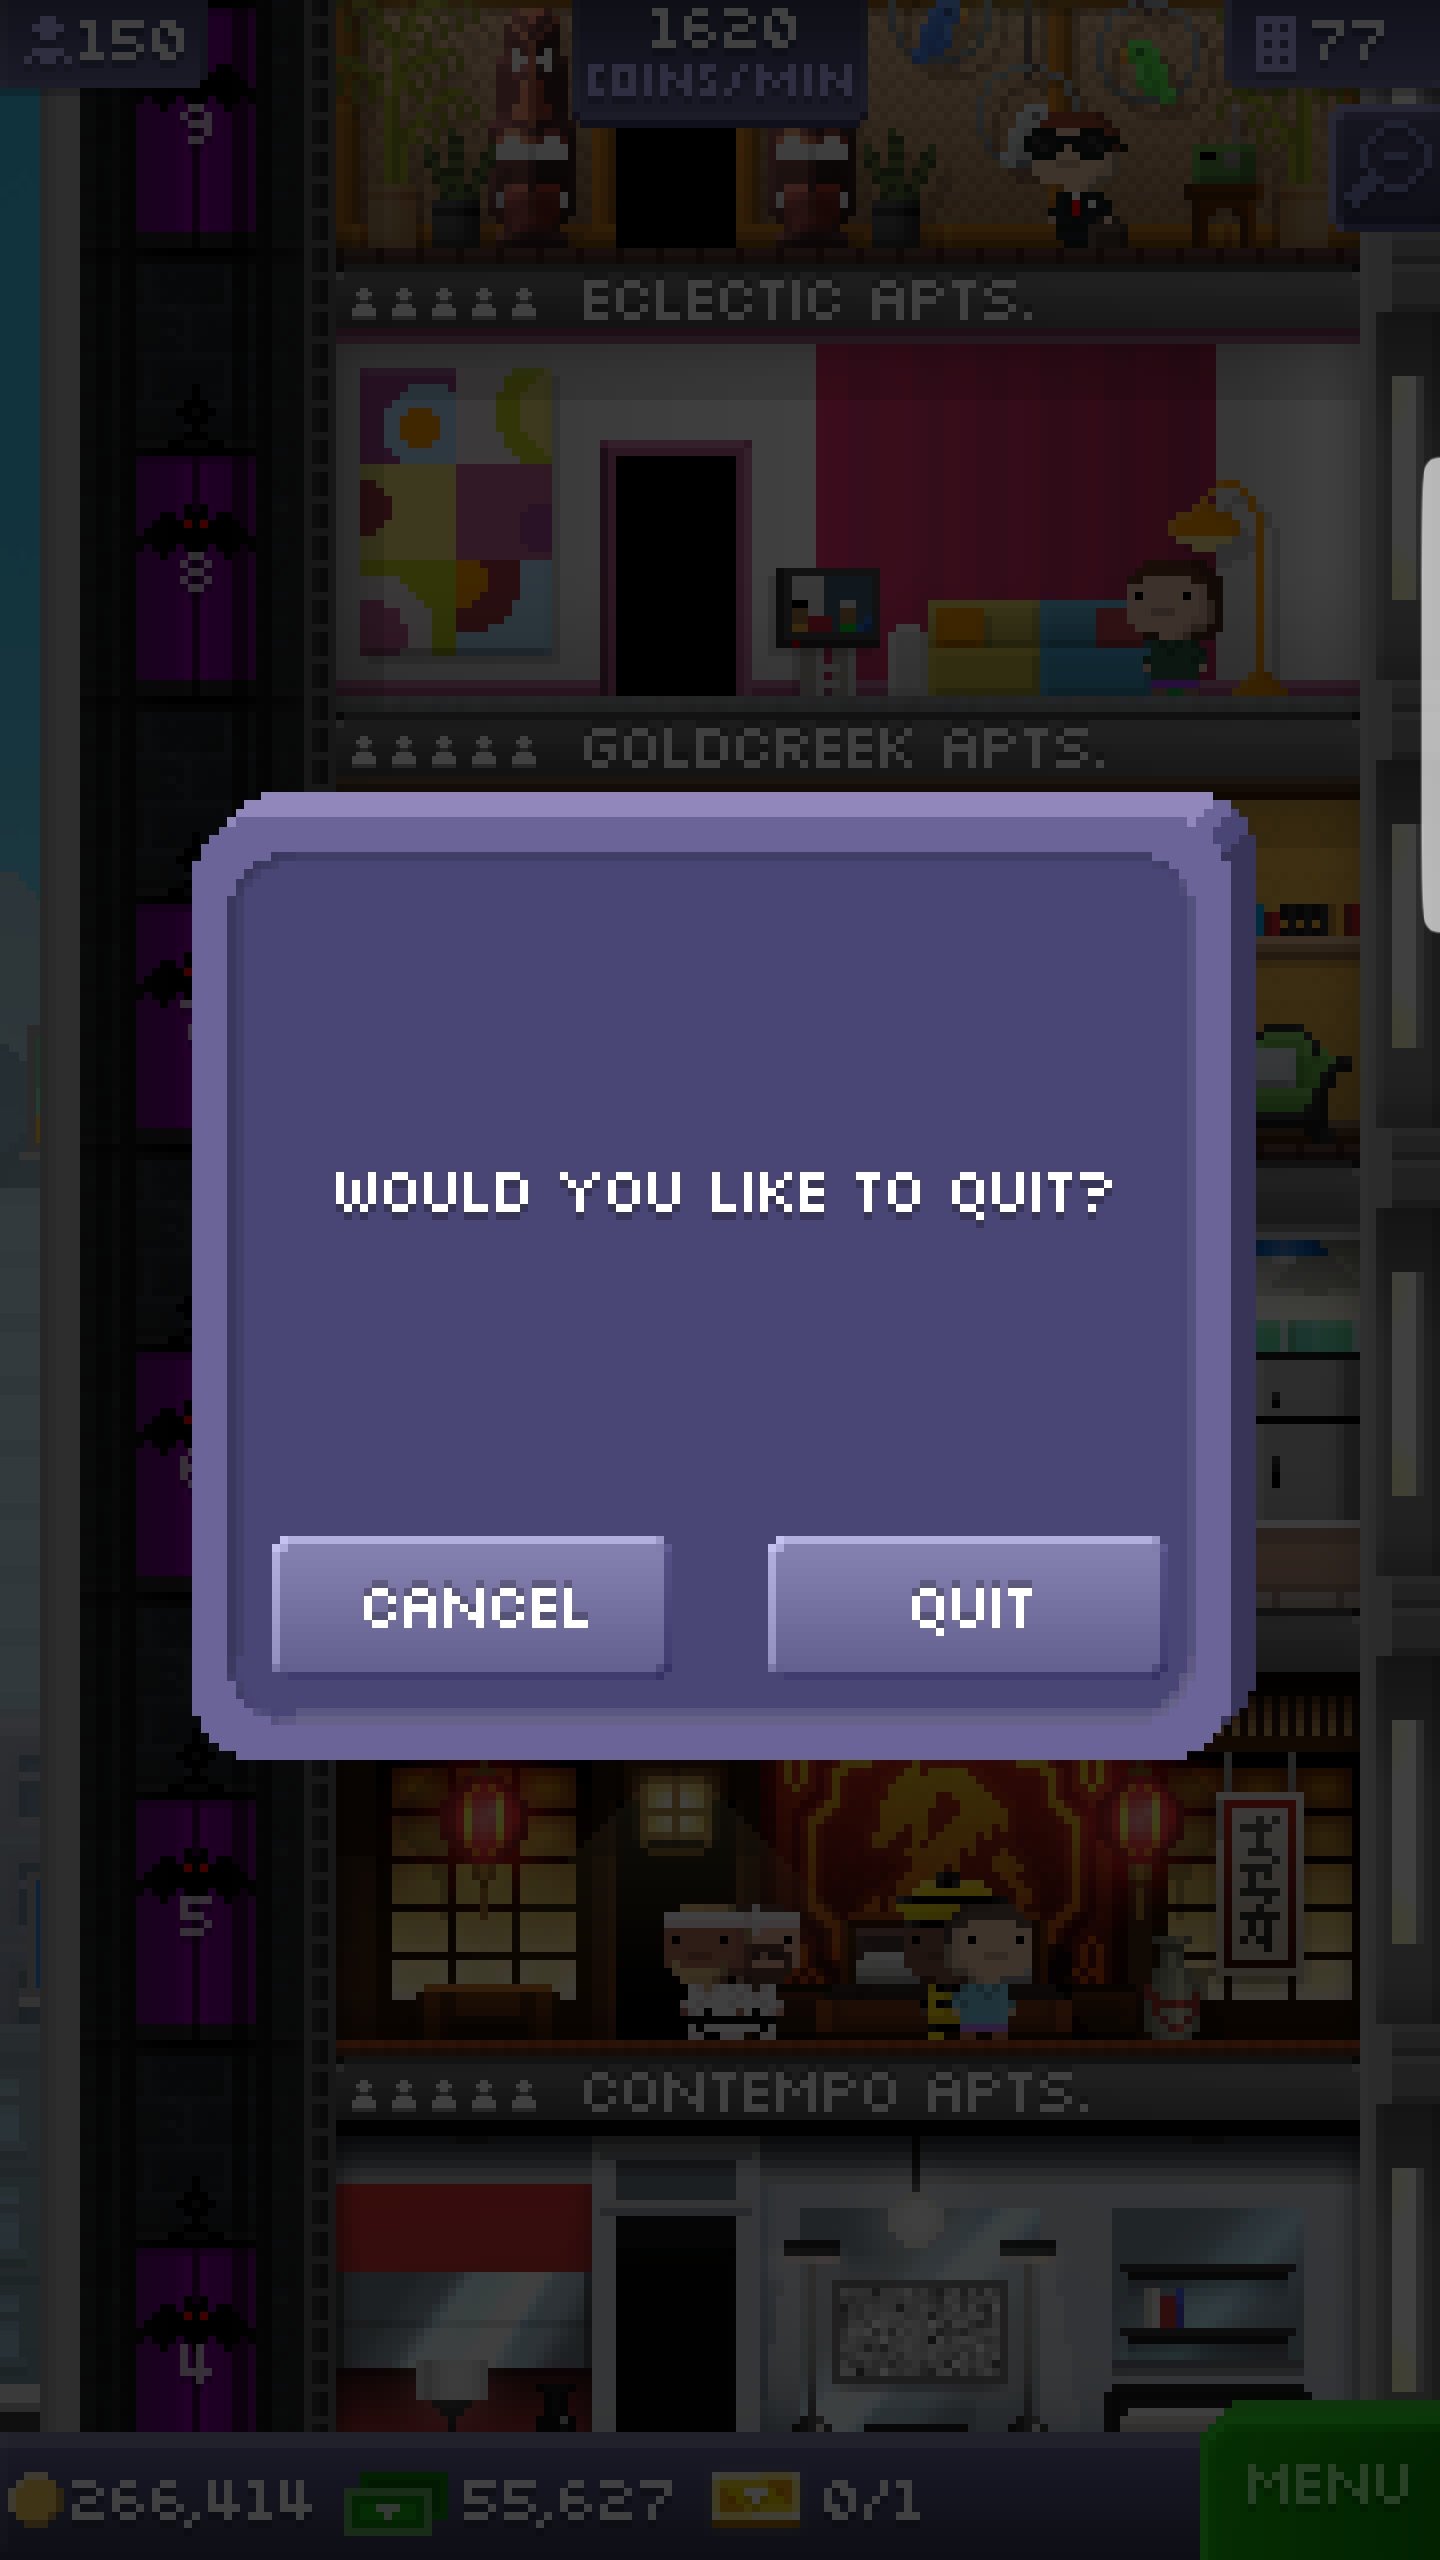 150
1620
COINS/MIN
77
9
ECLECTIC APTS.
8
GOLDCREEK APTS.
WOULD YOU LIKE TO QUIT?
CANCEL
QUIT
5
CONTEMPO APTS.
4
266,414
55,627
0/1
MENU